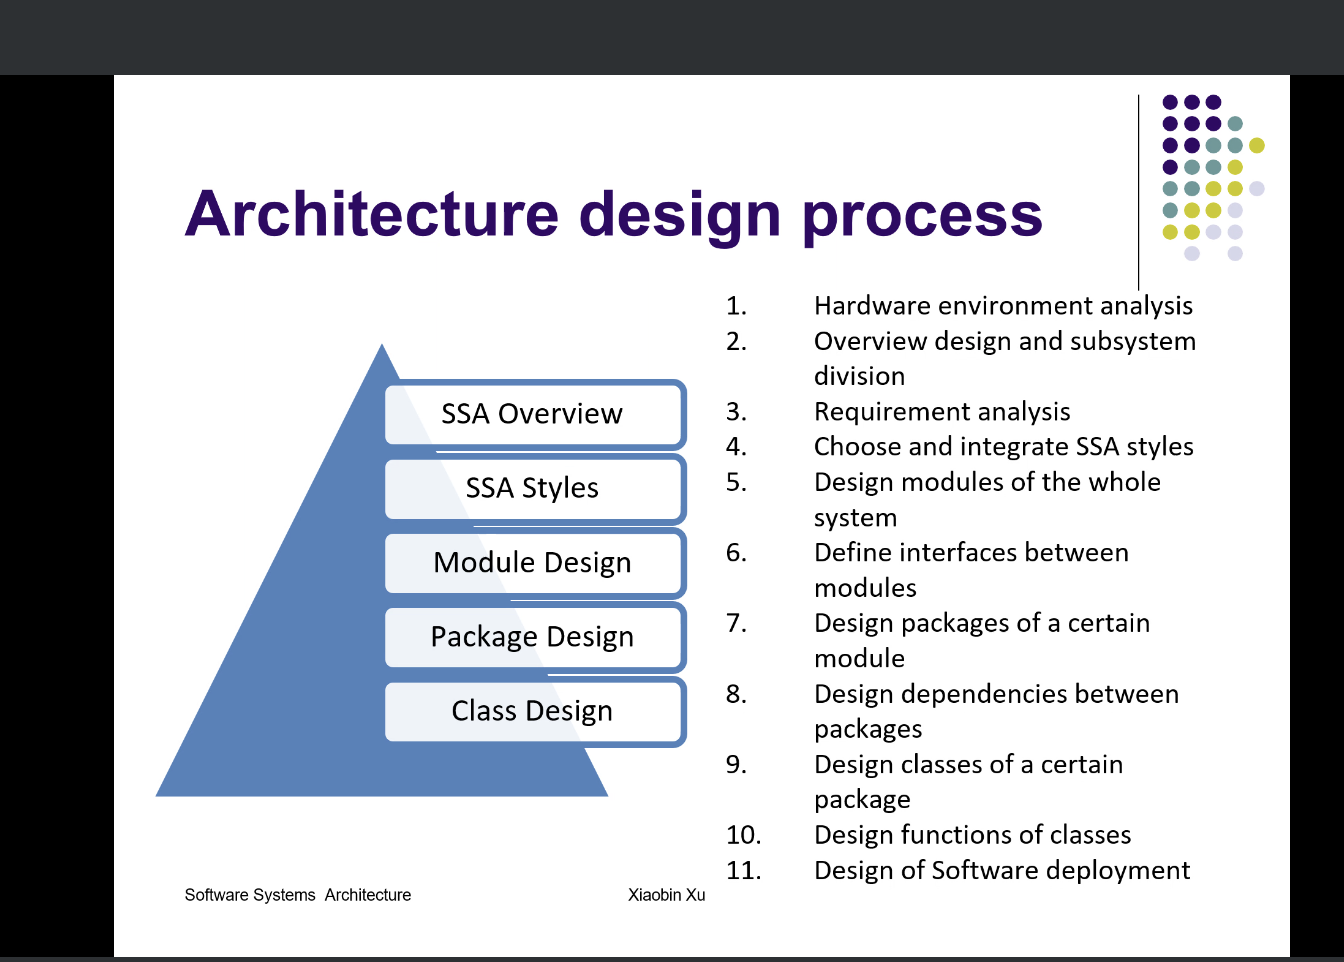 Architecture design process
SSA Overview
SSA Styles
Module Design
Package Design
Class Design
1. Hardware environment analysis
2. Overview design and subsystem
division
3. Requirement analysis
4. Choose and integrate SSA styles
5. Design modules of the whole
system
6. Define interfaces between
modules
7. Design packages of a certain
module
8. Design dependencies between
packages
9. Design classes of a certain
package
10. Design functions of classes
11. Design of Software deployment
Software Systems Architecture
Xiaobin Xu